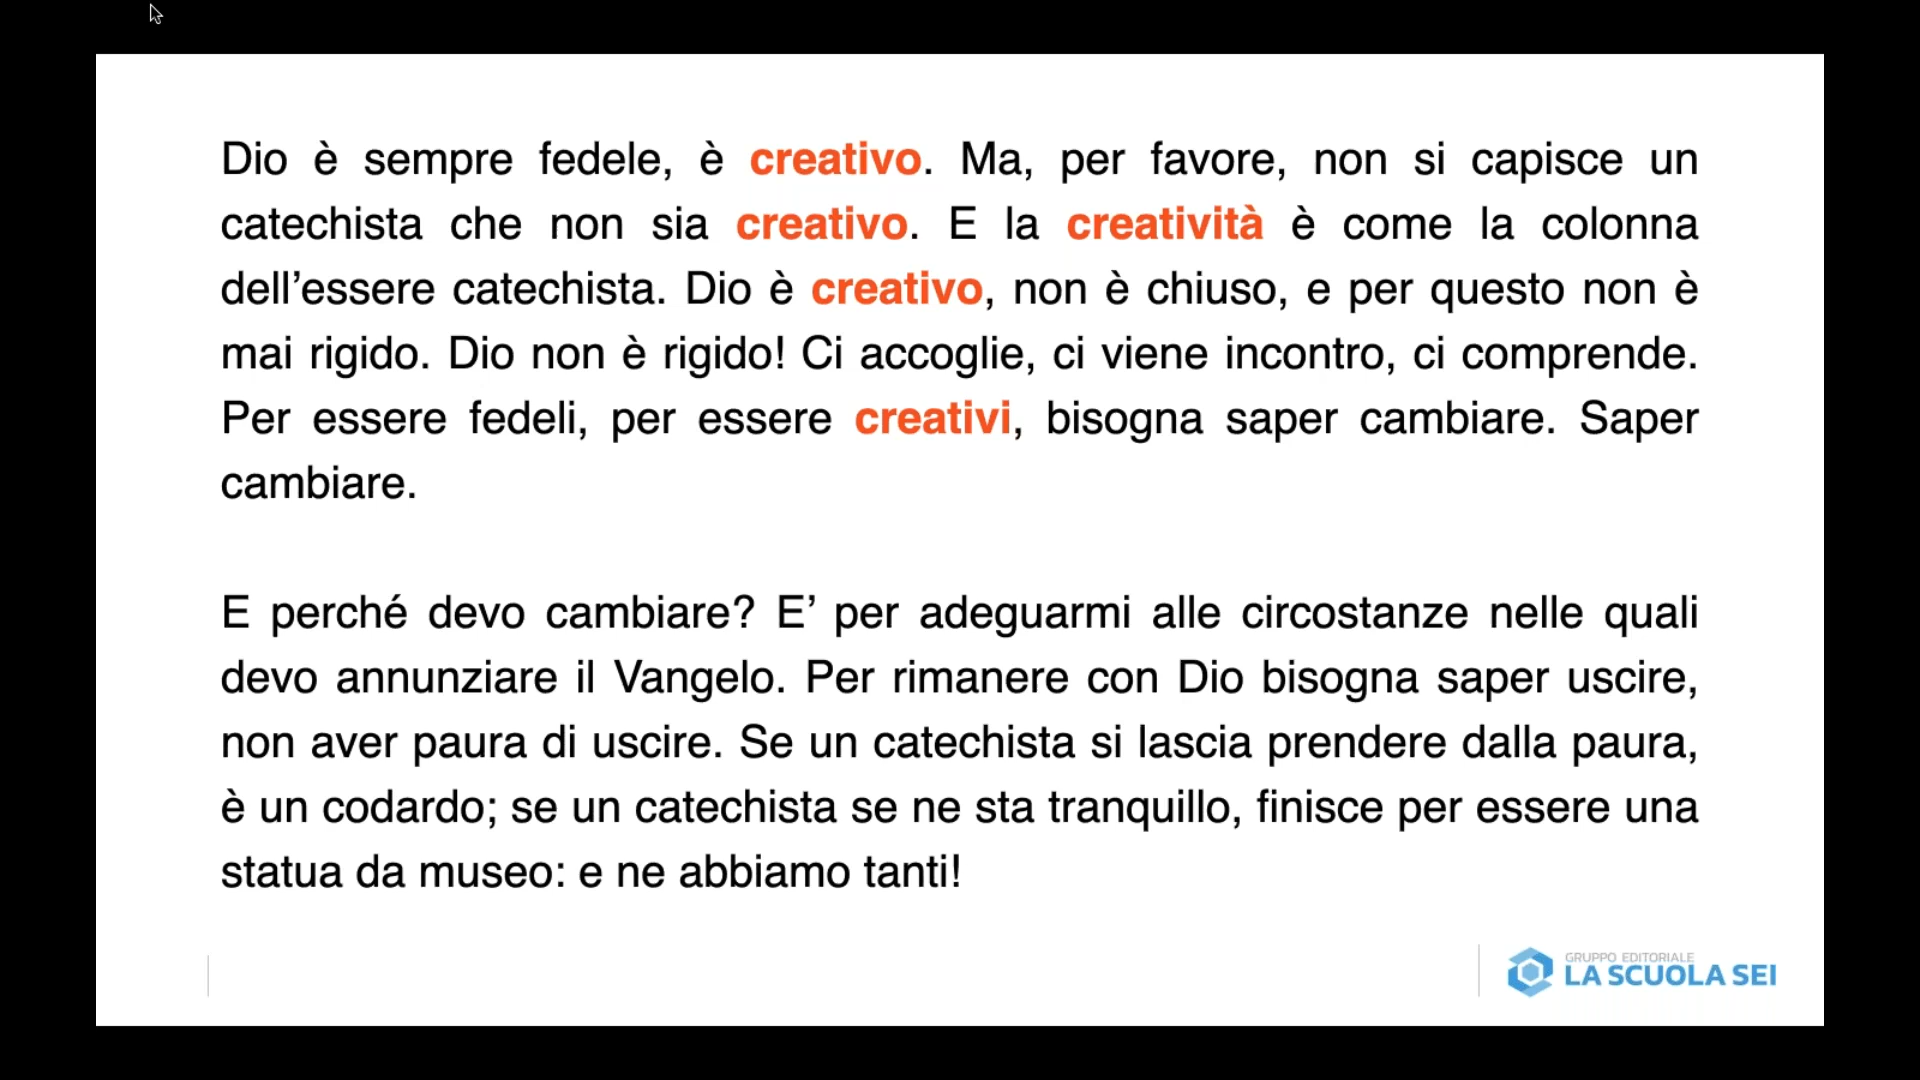 Dio è sempre fedele, è creativo. Ma, per favore, non si capisce un
catechista che non sia creativo. E la creatività è come la colonna
dell’essere catechista. Dio è creativo, non è chiuso, e per questo non è
mai rigido. Dio non è rigido! Ci accoglie, ci viene incontro, ci comprende.
Per essere fedeli, per essere creativi, bisogna saper cambiare. Saper
cambiare.
E perché devo cambiare? E’ per adeguarmi alle circostanze nelle quali
devo annunziare il Vangelo. Per rimanere con Dio bisogna saper uscire,
non aver paura di uscire. Se un catechista si lascia prendere dalla paura,
è un codardo; se un catechista se ne sta tranquillo, finisce per essere una
statua da museo: e ne abbiamo tanti!
GRUPPO EDITORIALE
LA SCUOLA SEI